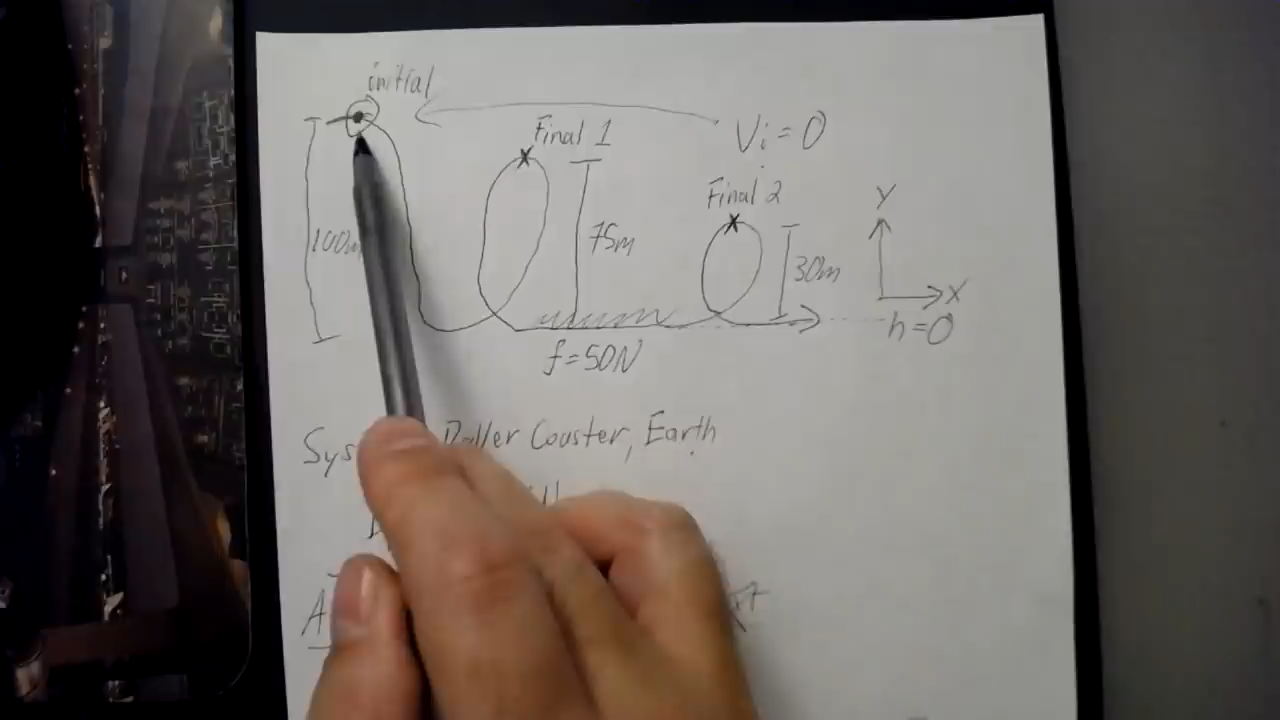 initial
Final 1
Vi = 0
Final 2
Y
100m
75m
30m
X
h=0
f=50N
Roller Coaster, Earth